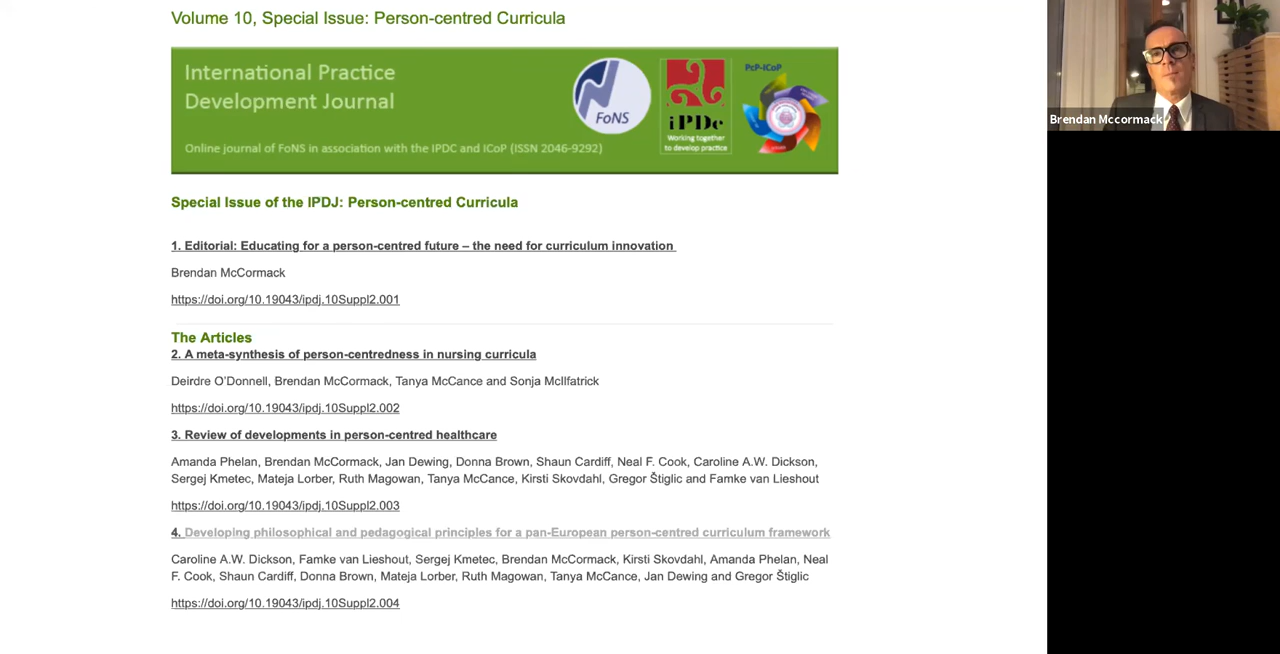 Volume 10, Special Issue: Person-centred Curricula
International Practice
Development Journal
Online journal of FoNS in association with the IPDC and ICoP (ISSN 2046-9292)
FoNS
iPDc
Working together
to develop practice
PcP-ICoP
Brendan Mccormack
Special Issue of the IPDJ: Person-centred Curricula
1. Editorial: Educating for a person-centred future – the need for curriculum innovation
Brendan McCormack
https://doi.org/10.19043/ipdj.10Suppl2.001
The Articles
2. A meta-synthesis of person-centredness in nursing curricula
Deirdre O’Donnell, Brendan McCormack, Tanya McCance and Sonja McIlfatrick
https://doi.org/10.19043/ipdj.10Suppl2.002
3. Review of developments in person-centred healthcare
Amanda Phelan, Brendan McCormack, Jan Dewing, Donna Brown, Shaun Cardiff, Neal F. Cook, Caroline A.W. Dickson,
Sergej Kmetec, Mateja Lorber, Ruth Magowan, Tanya McCance, Kirsti Skovdahl, Gregor Štiglic and Famke van Lieshout
https://doi.org/10.19043/ipdj.10Suppl2.003
4. Developing philosophical and pedagogical principles for a pan-European person-centred curriculum framework
Caroline A.W. Dickson, Famke van Lieshout, Sergej Kmetec, Brendan McCormack, Kirsti Skovdahl, Amanda Phelan, Neal
F. Cook, Shaun Cardiff, Donna Brown, Mateja Lorber, Ruth Magowan, Tanya McCance, Jan Dewing and Gregor Štiglic
https://doi.org/10.19043/ipdj.10Suppl2.004